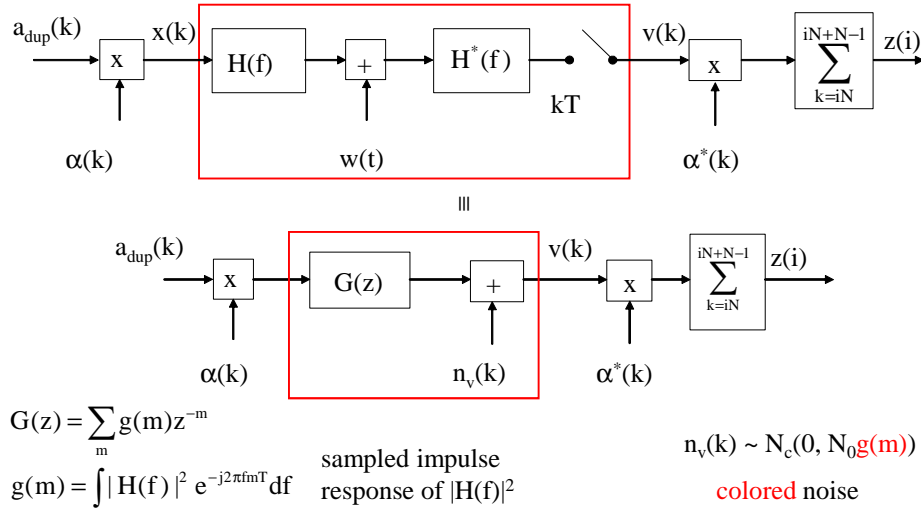 a_dup(k)
x(k)
x
α(k)
H(f)
+
w(t)
H*(f)
kT
v(k)
x
α*(k)
iN+N-1
∑
k=iN
z(i)
≡
a_dup(k)
x
α(k)
G(z)
+
n_v(k)
v(k)
x
α*(k)
iN+N-1
∑
k=iN
z(i)
G(z) = ∑_m g(m)z^{-m}
g(m) = ∫ | H(f) |^2 e^{-j2πfmT} df
sampled impulse
response of |H(f)|^2
n_v(k) ~ N_c(0, N_0g(m))
colored noise